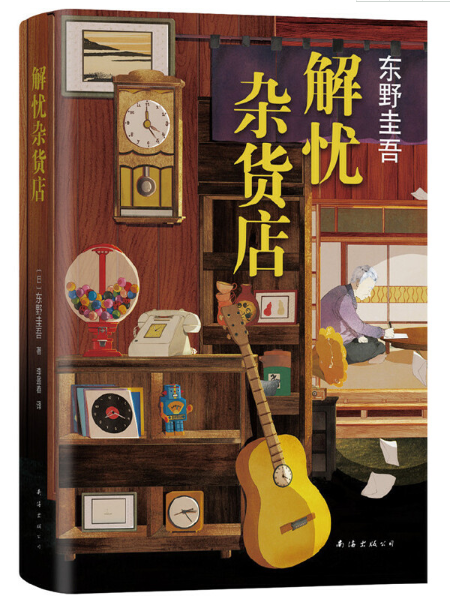 解忧杂货店
〔日〕东野圭吾 著
李盈春 译
东野圭吾
解忧
杂货店
南海出版公司